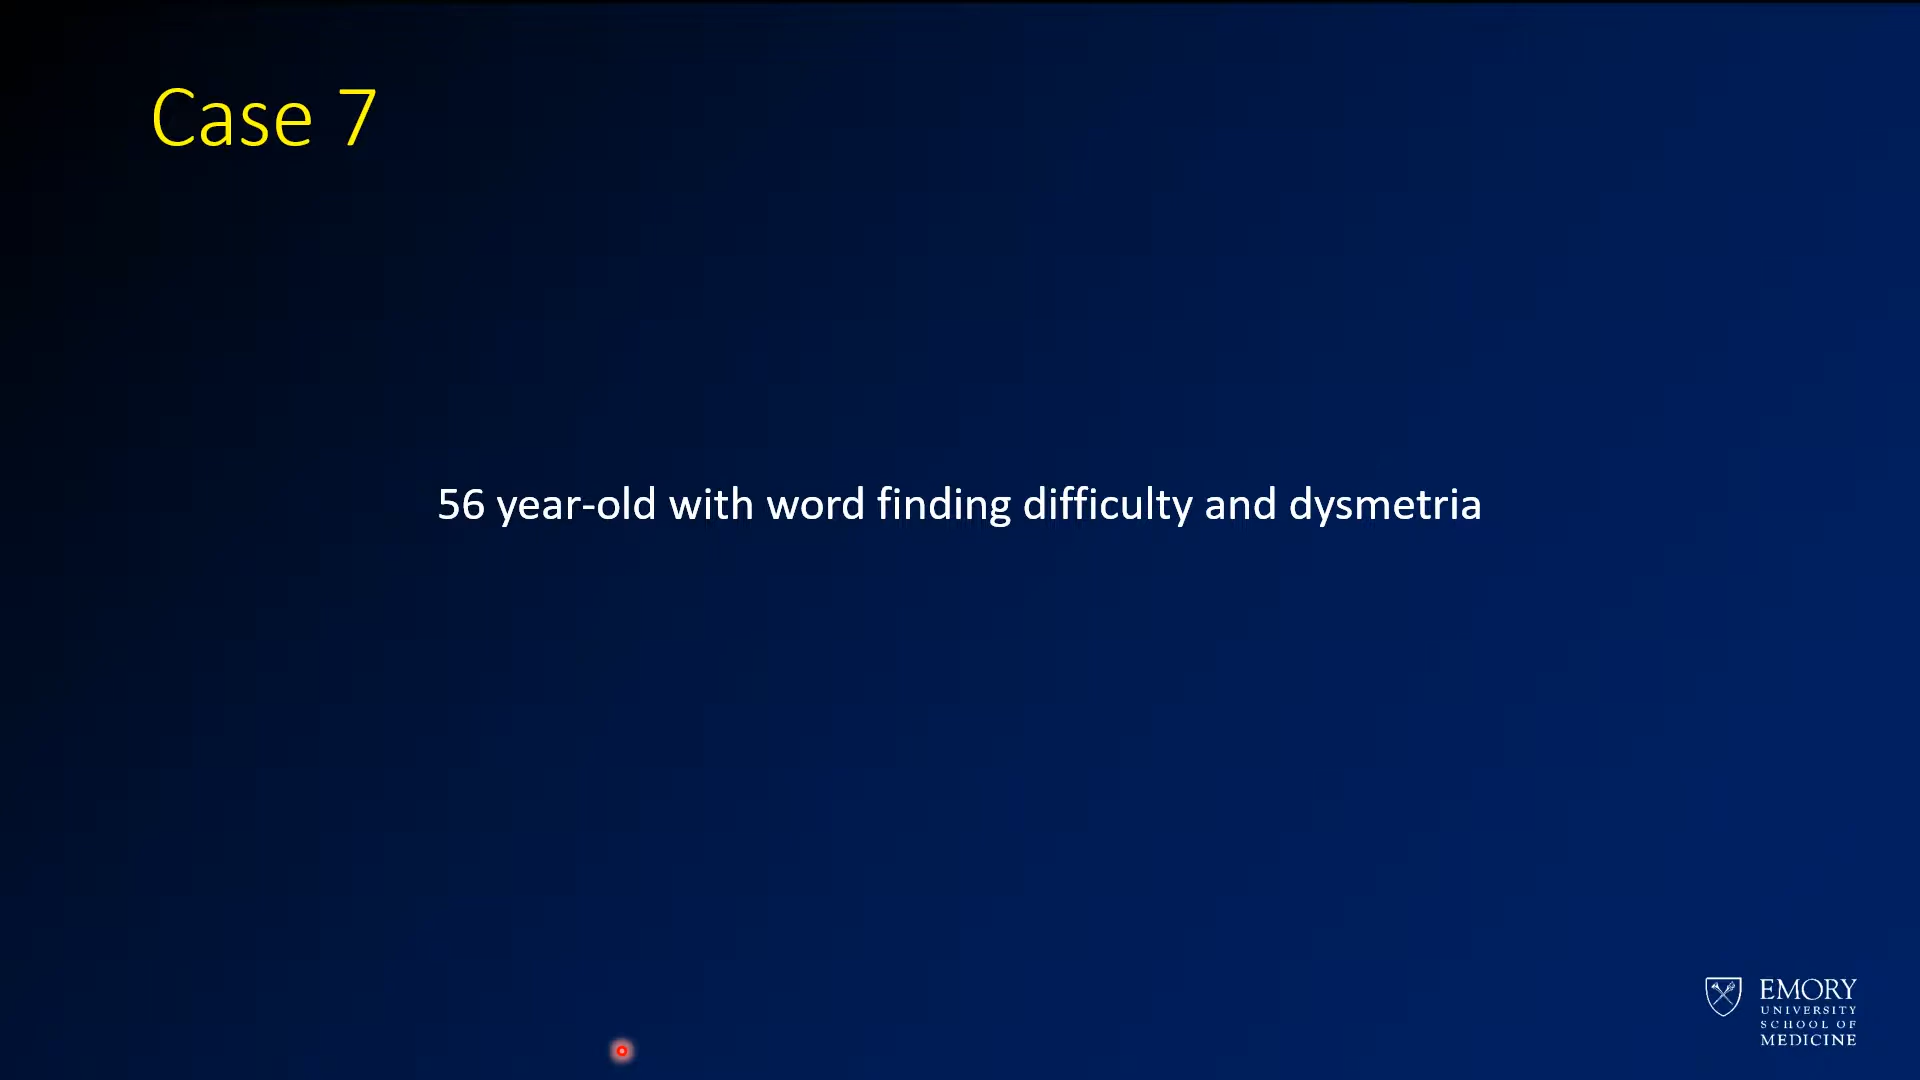 Case 7
56 year-old with word finding difficulty and dysmetria
EMORY
UNIVERSITY
SCHOOL OF
MEDICINE